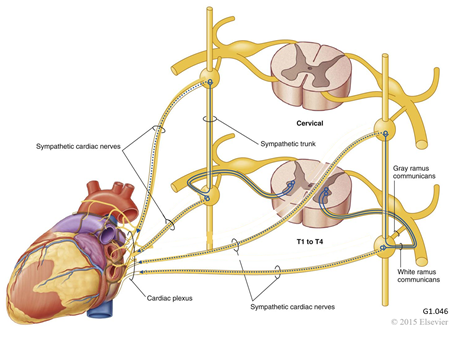 Cervical
Sympathetic cardiac nerves
Sympathetic trunk
Gray ramus
communicans
T1 to T4
White ramus
communicans
Cardiac plexus
Sympathetic cardiac nerves
G1.046
© 2015 Elsevier